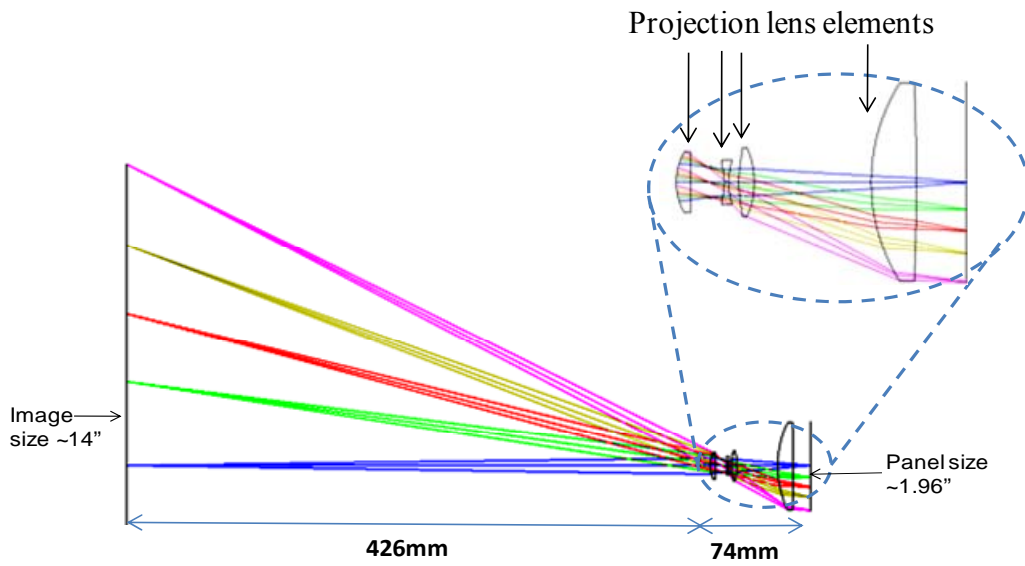 Projection lens elements
Image
size ~14”
Panel size
~1.96”
426mm
74mm